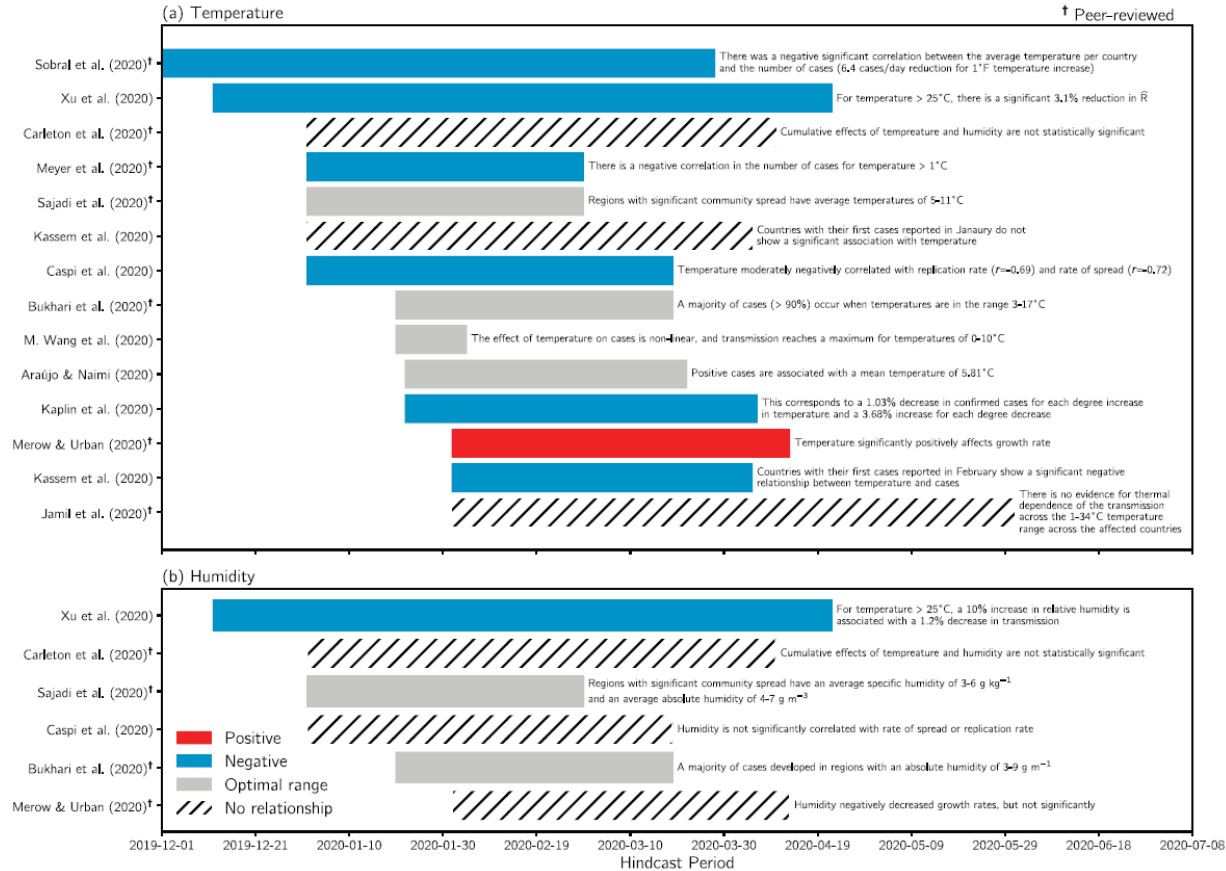 (a) Temperature
† Peer-reviewed
Sobral et al. (2020)†
There was a negative significant correlation between the average temperature per country
and the number of cases (6.4 cases/day reduction for 1°F temperature increase)
Xu et al. (2020)
For temperature > 25°C, there is a significant 3.1% reduction in R̂
Carleton et al. (2020)†
Cumulative effects of tempreature and humidity are not statistically significant
Meyer et al. (2020)†
There is a negative correlation in the number of cases for temperature > 1°C
Sajadi et al. (2020)†
Regions with significant community spread have average temperatures of 5-11°C
Kassem et al. (2020)
Countries with their first cases reported in Janaury do not
show a significant association with temperature
Caspi et al. (2020)
Temperature moderately negatively correlated with replication rate (r=-0.69) and rate of spread (r=-0.72)
Bukhari et al. (2020)†
A majority of cases (> 90%) occur when temperatures are in the range 3-17°C
M. Wang et al. (2020)
The effect of temperature on cases is non-linear, and transmission reaches a maximum for temperatures of 0-10°C
Araújo & Naimi (2020)
Positive cases are associated with a mean temperature of 5.81°C
Kaplin et al. (2020)
This corresponds to a 1.03% decrease in confirmed cases for each degree increase
in temperature and a 3.68% increase for each degree decrease
Merow & Urban (2020)†
Temperature significantly positively affects growth rate
Kassem et al. (2020)
Countries with their first cases reported in February show a significant negative
relationship between temperature and cases
Jamil et al. (2020)†
There is no evidence for thermal
dependence of the transmission
across the 1-34°C temperature
range across the affected countries
(b) Humidity
Xu et al. (2020)
For temperature > 25°C, a 10% increase in relative humidity is
associated with a 1.2% decrease in transmission
Carleton et al. (2020)†
Cumulative effects of tempreature and humidity are not statistically significant
Sajadi et al. (2020)†
Regions with significant community spread have an average specific humidity of 3-6 g kg⁻¹
and an average absolute humidity of 4-7 g m⁻³
Caspi et al. (2020)
Humidity is not significantly correlated with rate of spread or replication rate
Bukhari et al. (2020)†
A majority of cases developed in regions with an absolute humidity of 3-9 g m⁻¹
Merow & Urban (2020)†
Humidity negatively decreased growth rates, but not significantly
Positive
Negative
Optimal range
No relationship
2019-12-01 2019-12-21 2020-01-10 2020-01-30 2020-02-19 2020-03-10 2020-03-30 2020-04-19 2020-05-09 2020-05-29 2020-06-18 2020-07-08
Hindcast Period